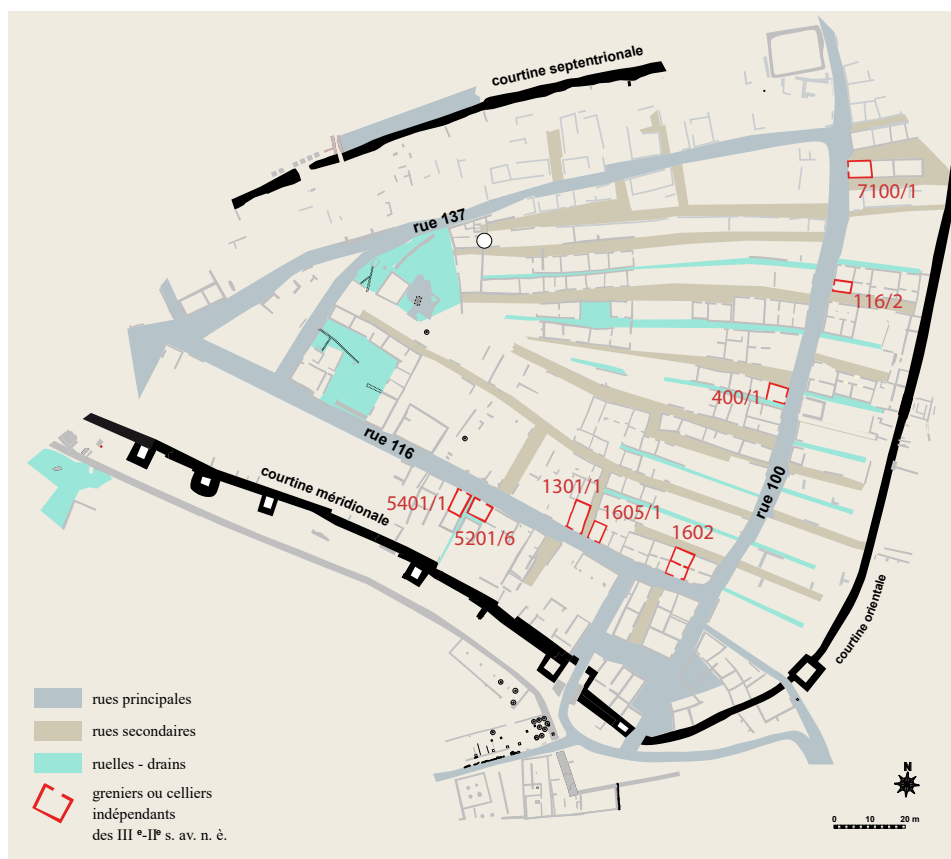 courtine septentrionale
7100/1
rue 137
116/2
400/1
rue 116
courtine méridionale
5401/1
5201/6
1301/1
1605/1
1602
rue 100
courtine orientale
rues principales
rues secondaires
ruelles - drains
greniers ou celliers
indépendants
des III e-IIe s. av. n. è.
N
0 10 20 m